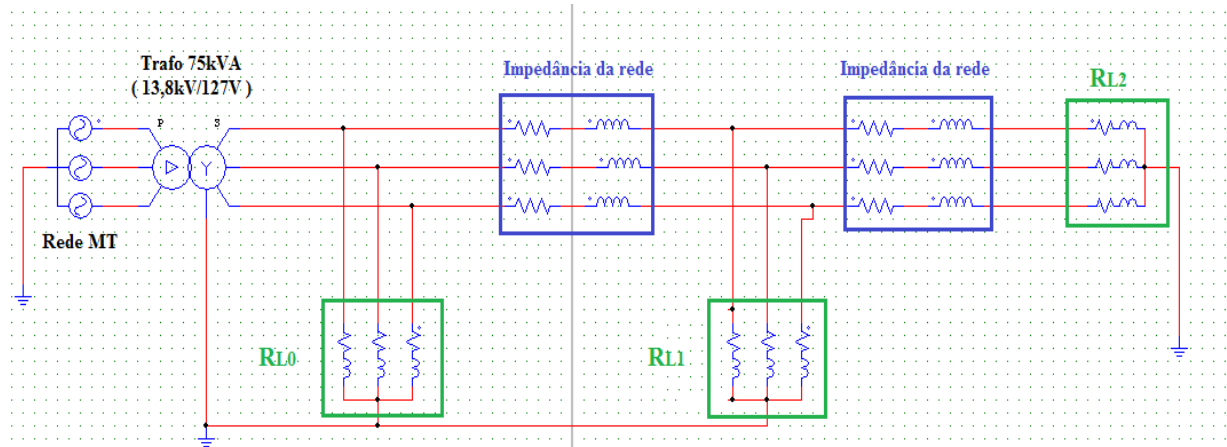 Trafo 75kVA
( 13,8kV/127V )
P
S
Rede MT
Impedância da rede
Impedância da rede
RL2
RL0
RL1